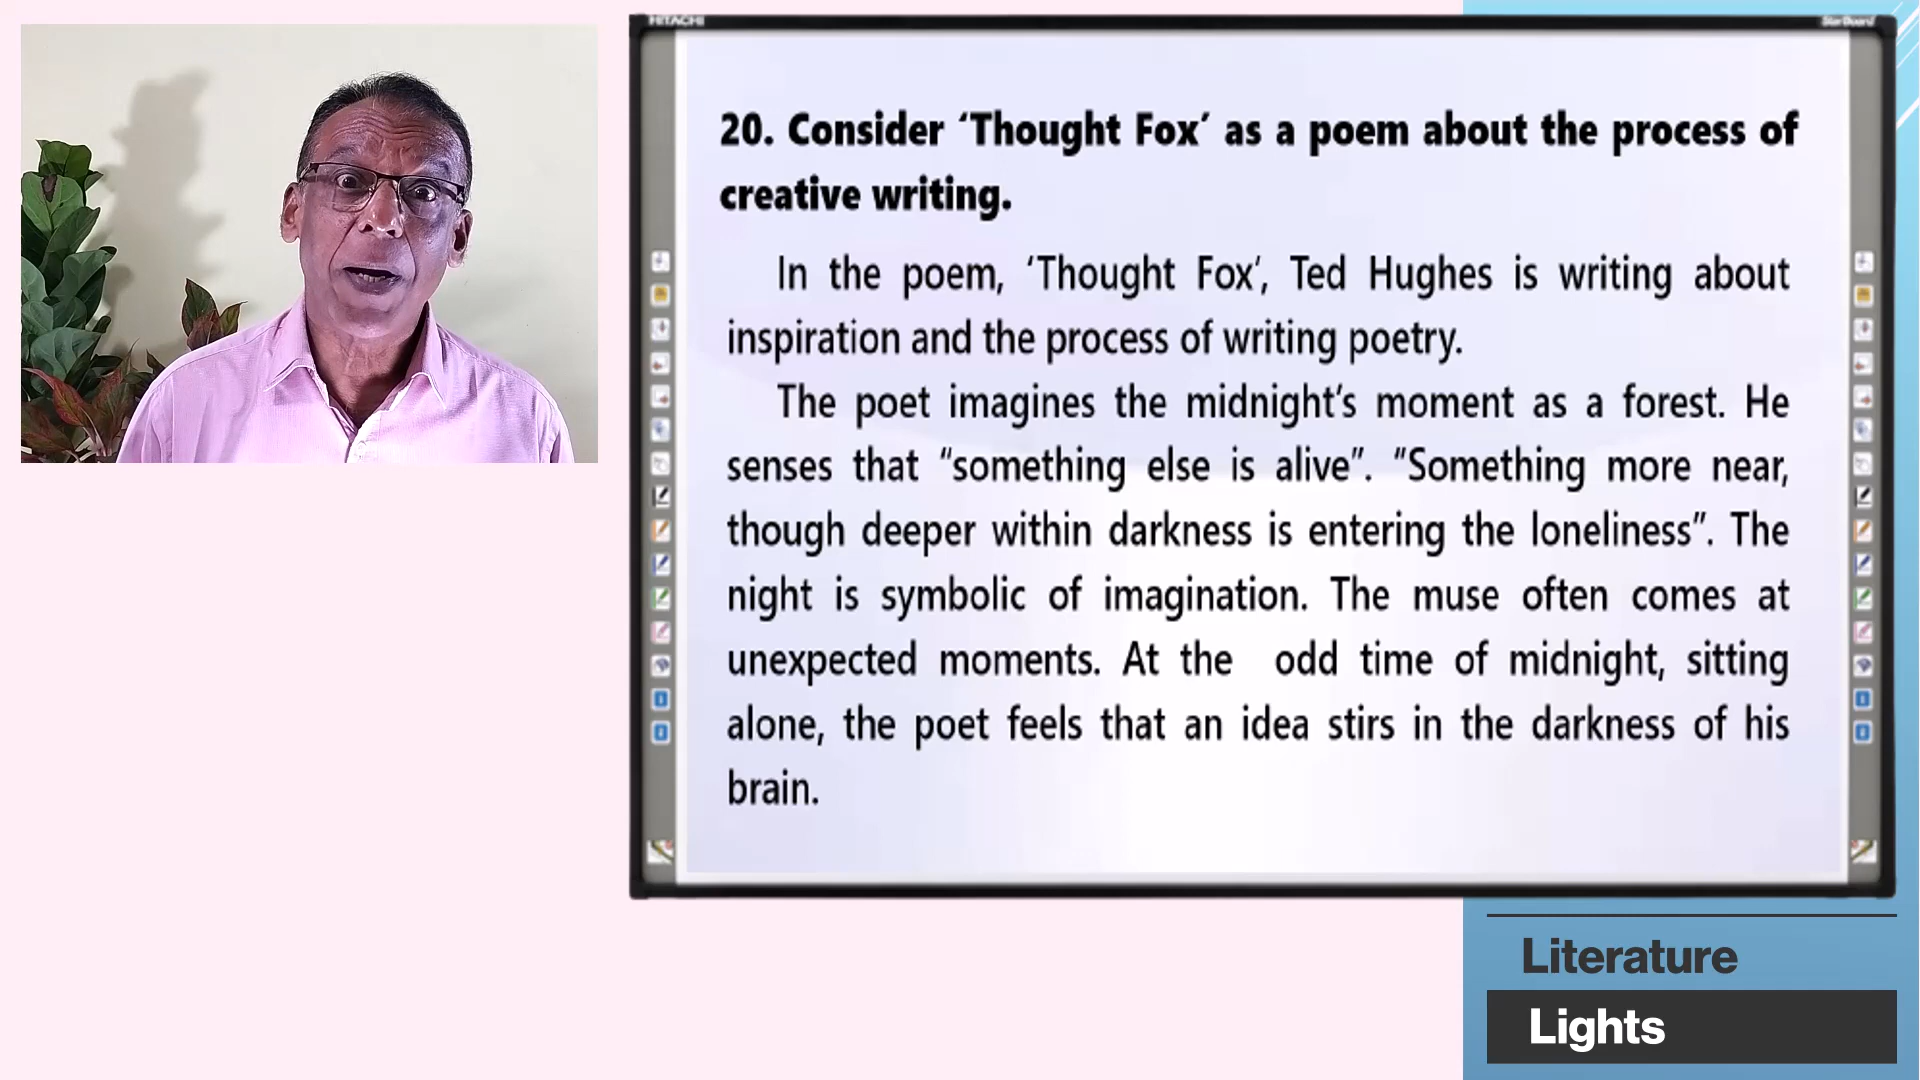 HITACHI
StarBoard
20. Consider ‘Thought Fox’ as a poem about the process of
creative writing.
In the poem, ‘Thought Fox’, Ted Hughes is writing about
inspiration and the process of writing poetry.
The poet imagines the midnight’s moment as a forest. He
senses that “something else is alive”. “Something more near,
though deeper within darkness is entering the loneliness”. The
night is symbolic of imagination. The muse often comes at
unexpected moments. At the odd time of midnight, sitting
alone, the poet feels that an idea stirs in the darkness of his
brain.
Literature
Lights